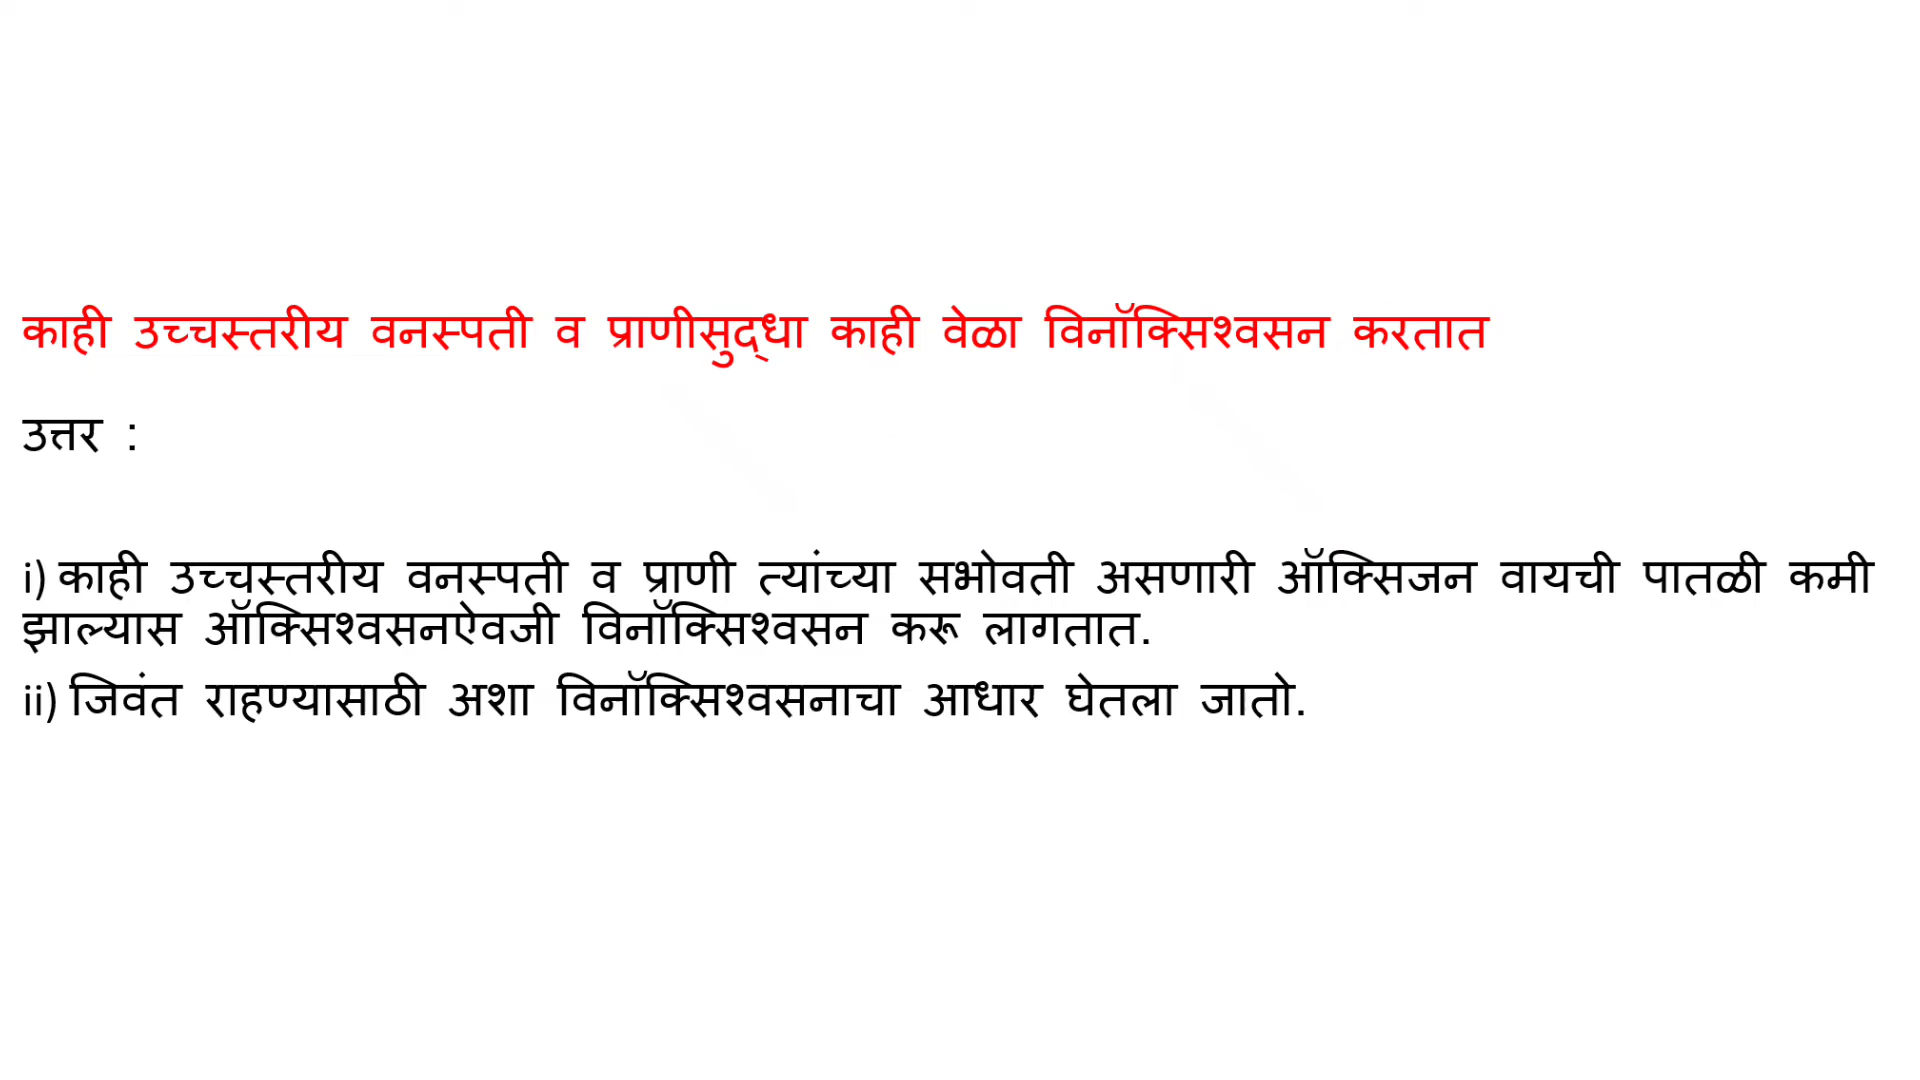 काही उच्चस्तरीय वनस्पती व प्राणीसुद्धा काही वेळा विनॉक्सिश्वसन करतात
उत्तर :
i) काही उच्चस्तरीय वनस्पती व प्राणी त्यांच्या सभोवती असणारी ऑक्सिजन वायची पातळी कमी
झाल्यास ऑक्सिश्वसनऐवजी विनॉक्सिश्वसन करू लागतात.
ii) जिवंत राहण्यासाठी अशा विनॉक्सिश्वसनाचा आधार घेतला जातो.